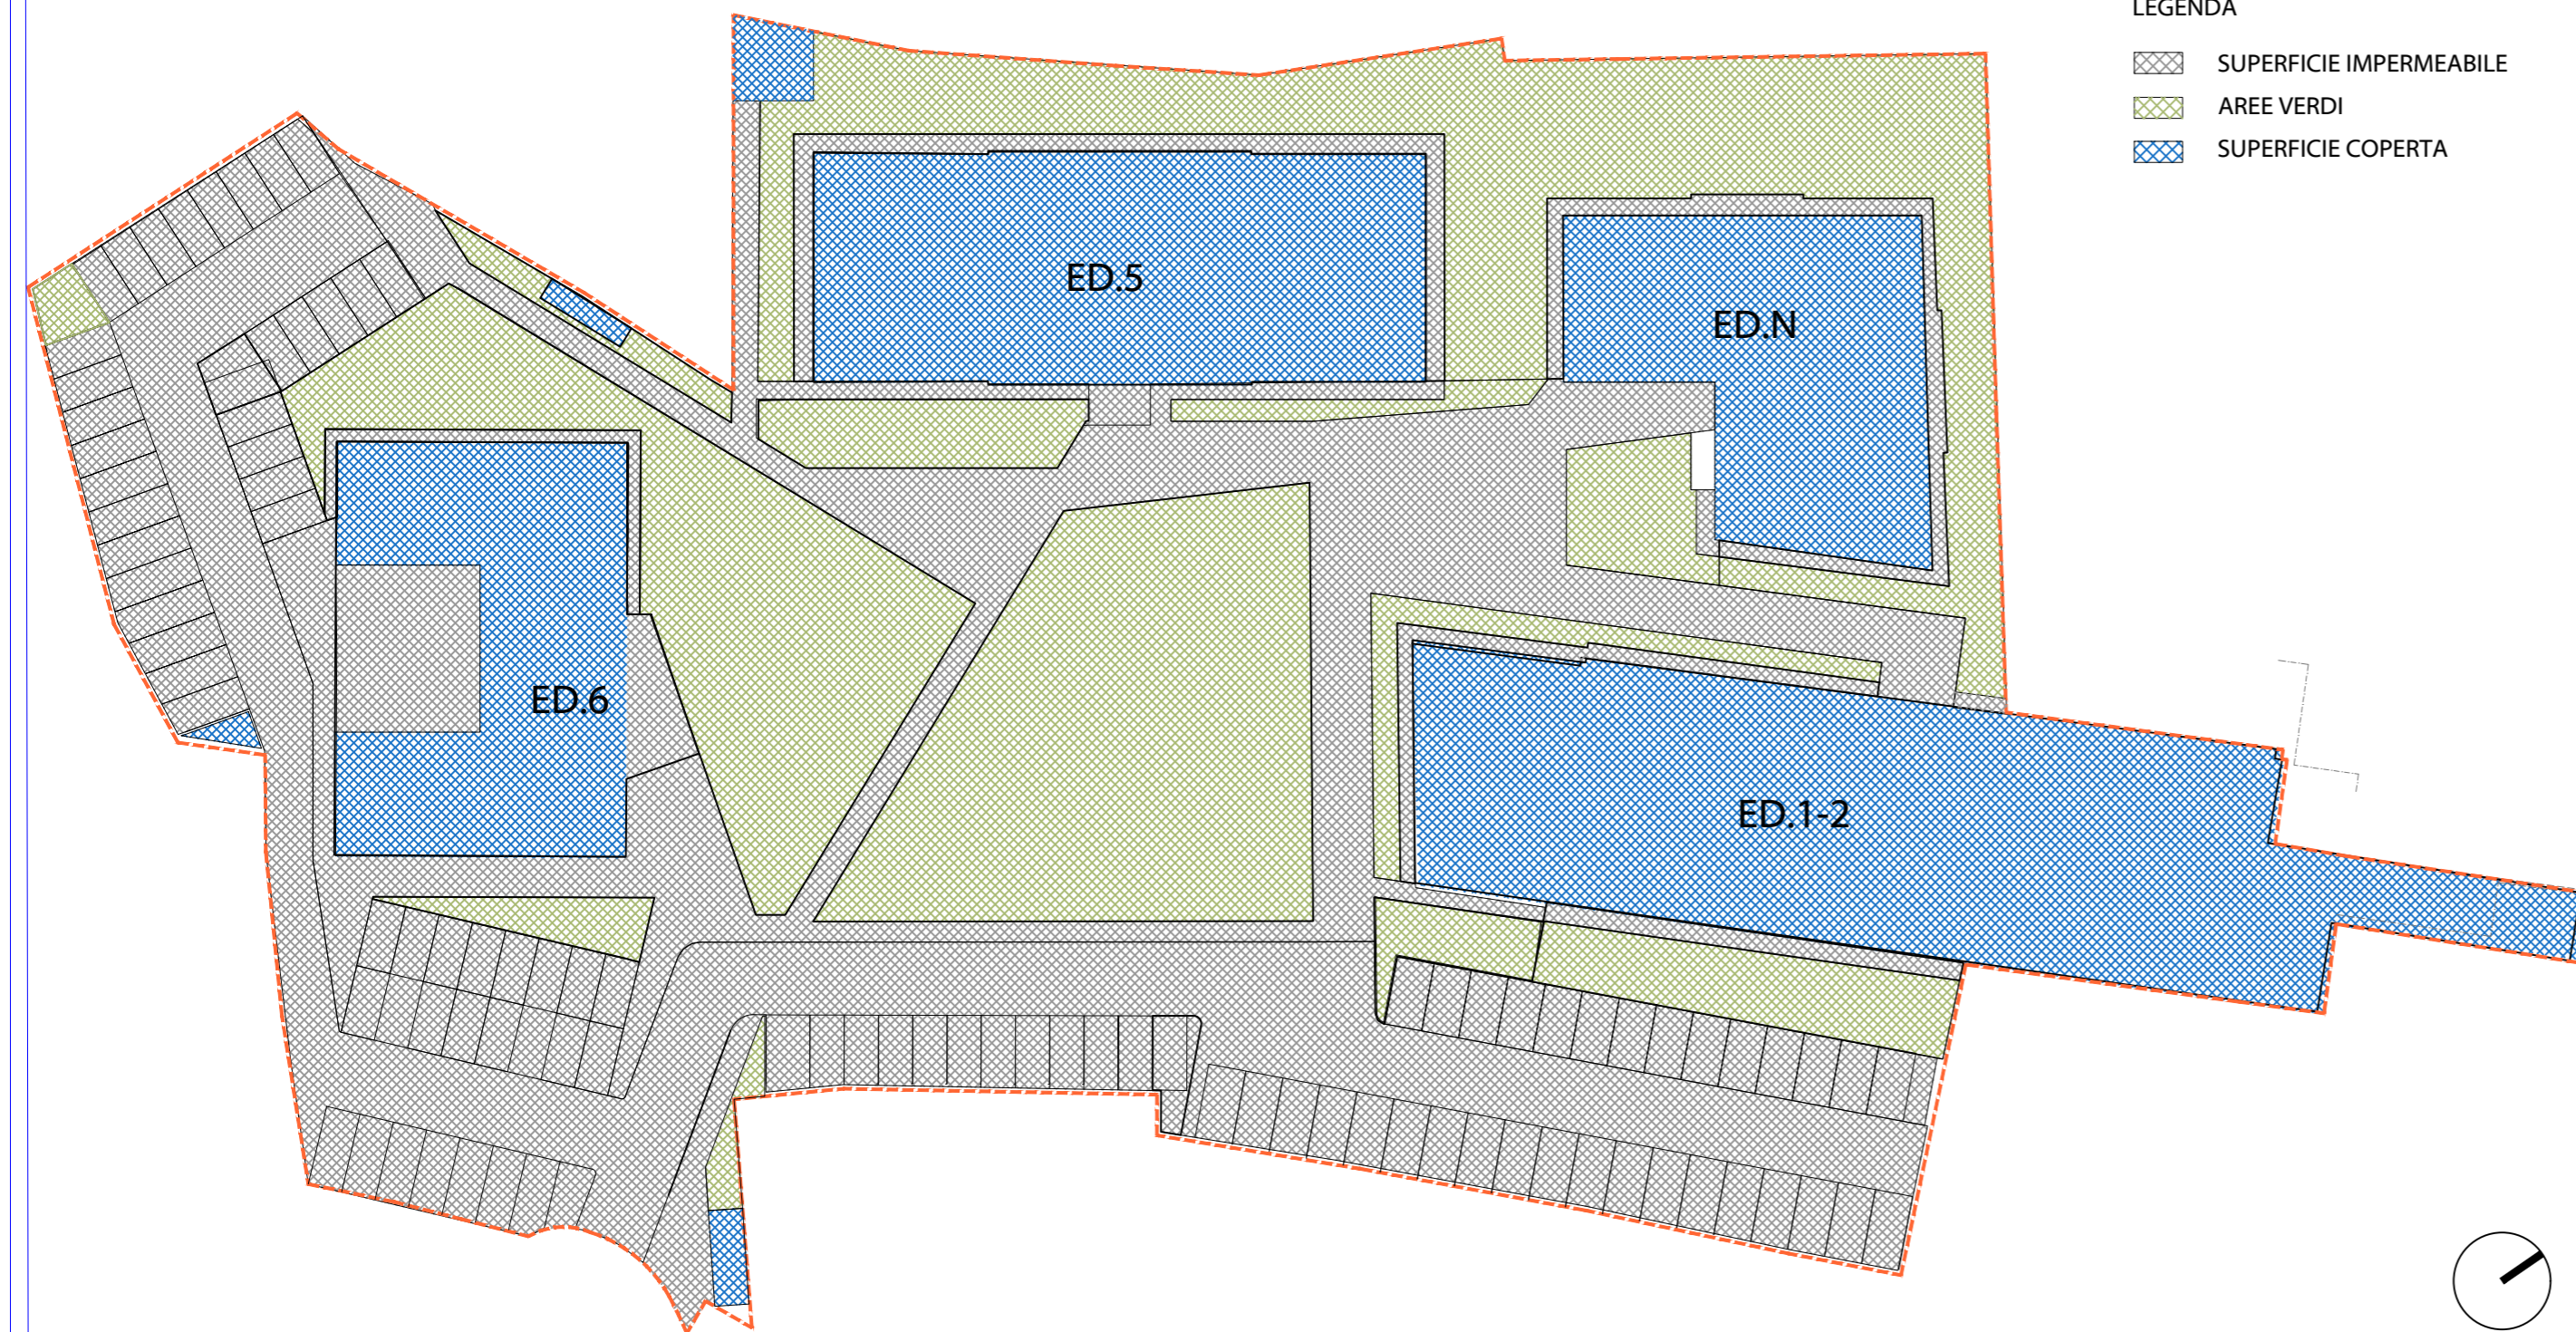 LEGENDA
SUPERFICIE IMPERMEABILE
AREE VERDI
SUPERFICIE COPERTA
ED.5
ED.N
ED.6
ED.1-2